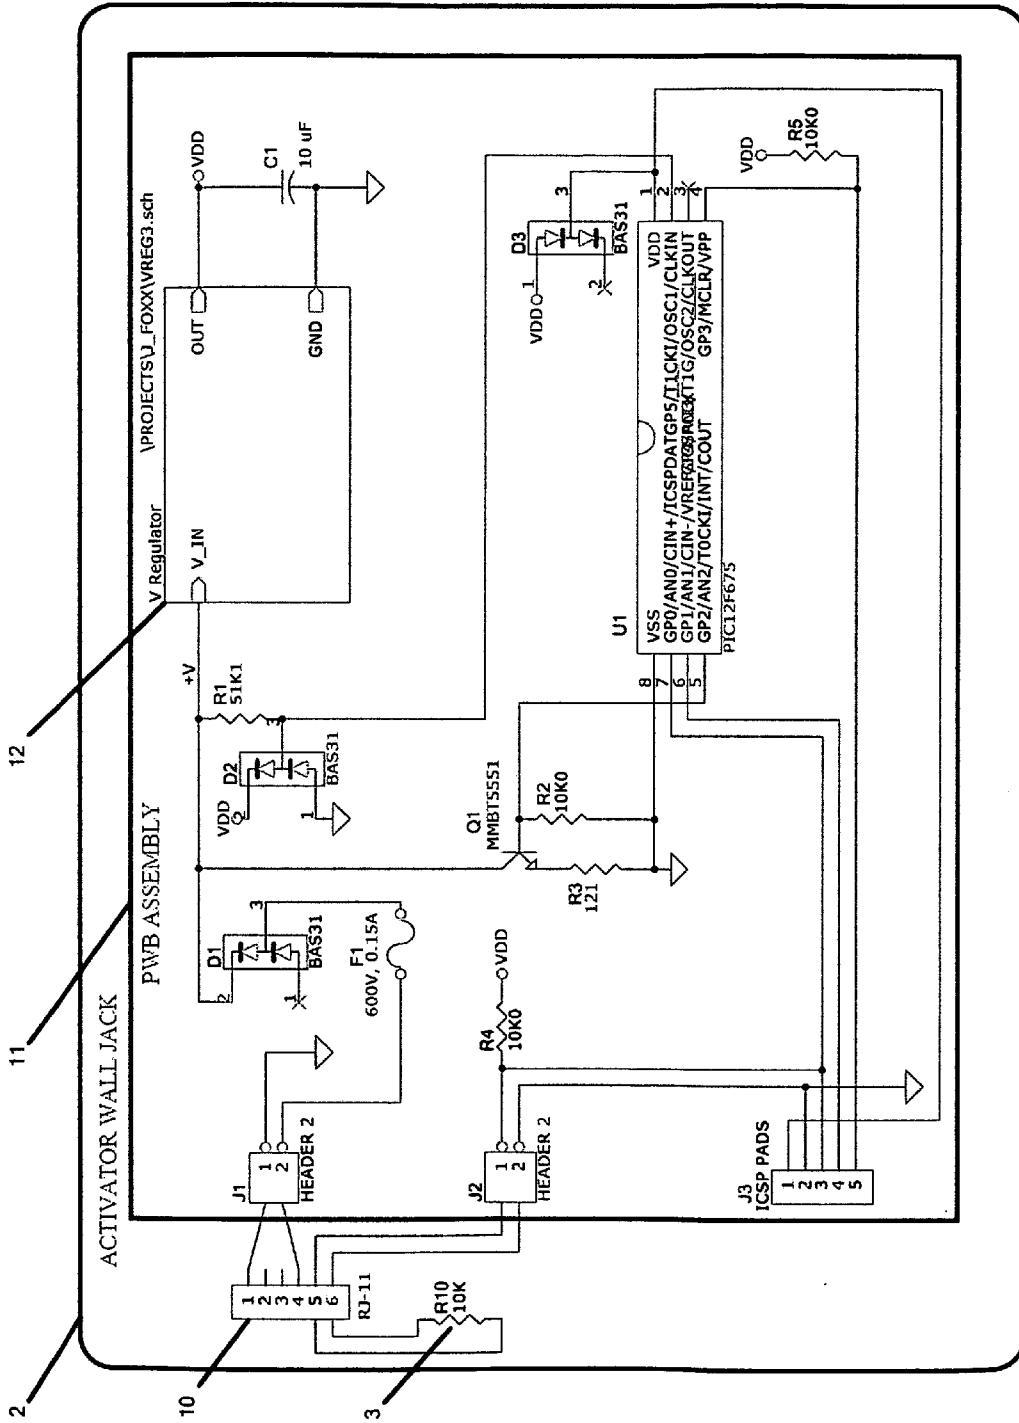 2
11
12
10
3
ACTIVATOR WALL JACK
PWB ASSEMBLY
V Regulator
\PROJECTS\J_FOXX\VREG3.sch
V_IN
OUT
GND
VDD
C1
10 uF
+V
R1
51K1
D2
VDD
2
1
3
BAS31
D1
2
1
3
BAS31
F1
600V, 0.15A
J1
1
2
HEADER 2
1
2
3
4
5
6
RJ-11
R10
10K
J2
1
2
HEADER 2
R4
10K0
VDD
Q1
MMBT5551
R2
10K0
R3
121
D3
VDD
1
2
3
BAS31
U1
VSS
GP0/AN0/CIN+/ICSPDAT
GP1/AN1/CIN-/VREF
GP2/AN2/T0CKI/INT/COUT
VDD
GP5/T1CKI/OSC1/CLKIN
T1G/OSC2/CLKOUT
GP3/MCLR/VPP
PIC12F675
8
7
6
5
1
2
3
4
VDD
R5
10K0
J3
ICSP PADS
1
2
3
4
5